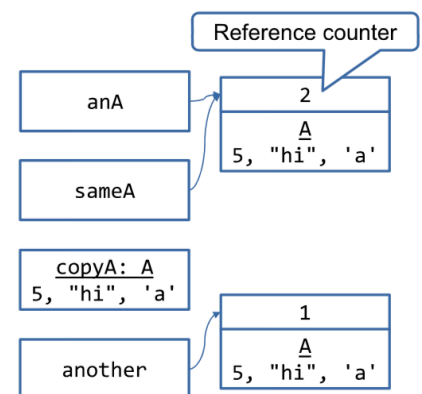 Reference counter
anA
2
A
5, "hi", 'a'
sameA
copyA: A
5, "hi", 'a'
1
A
5, "hi", 'a'
another